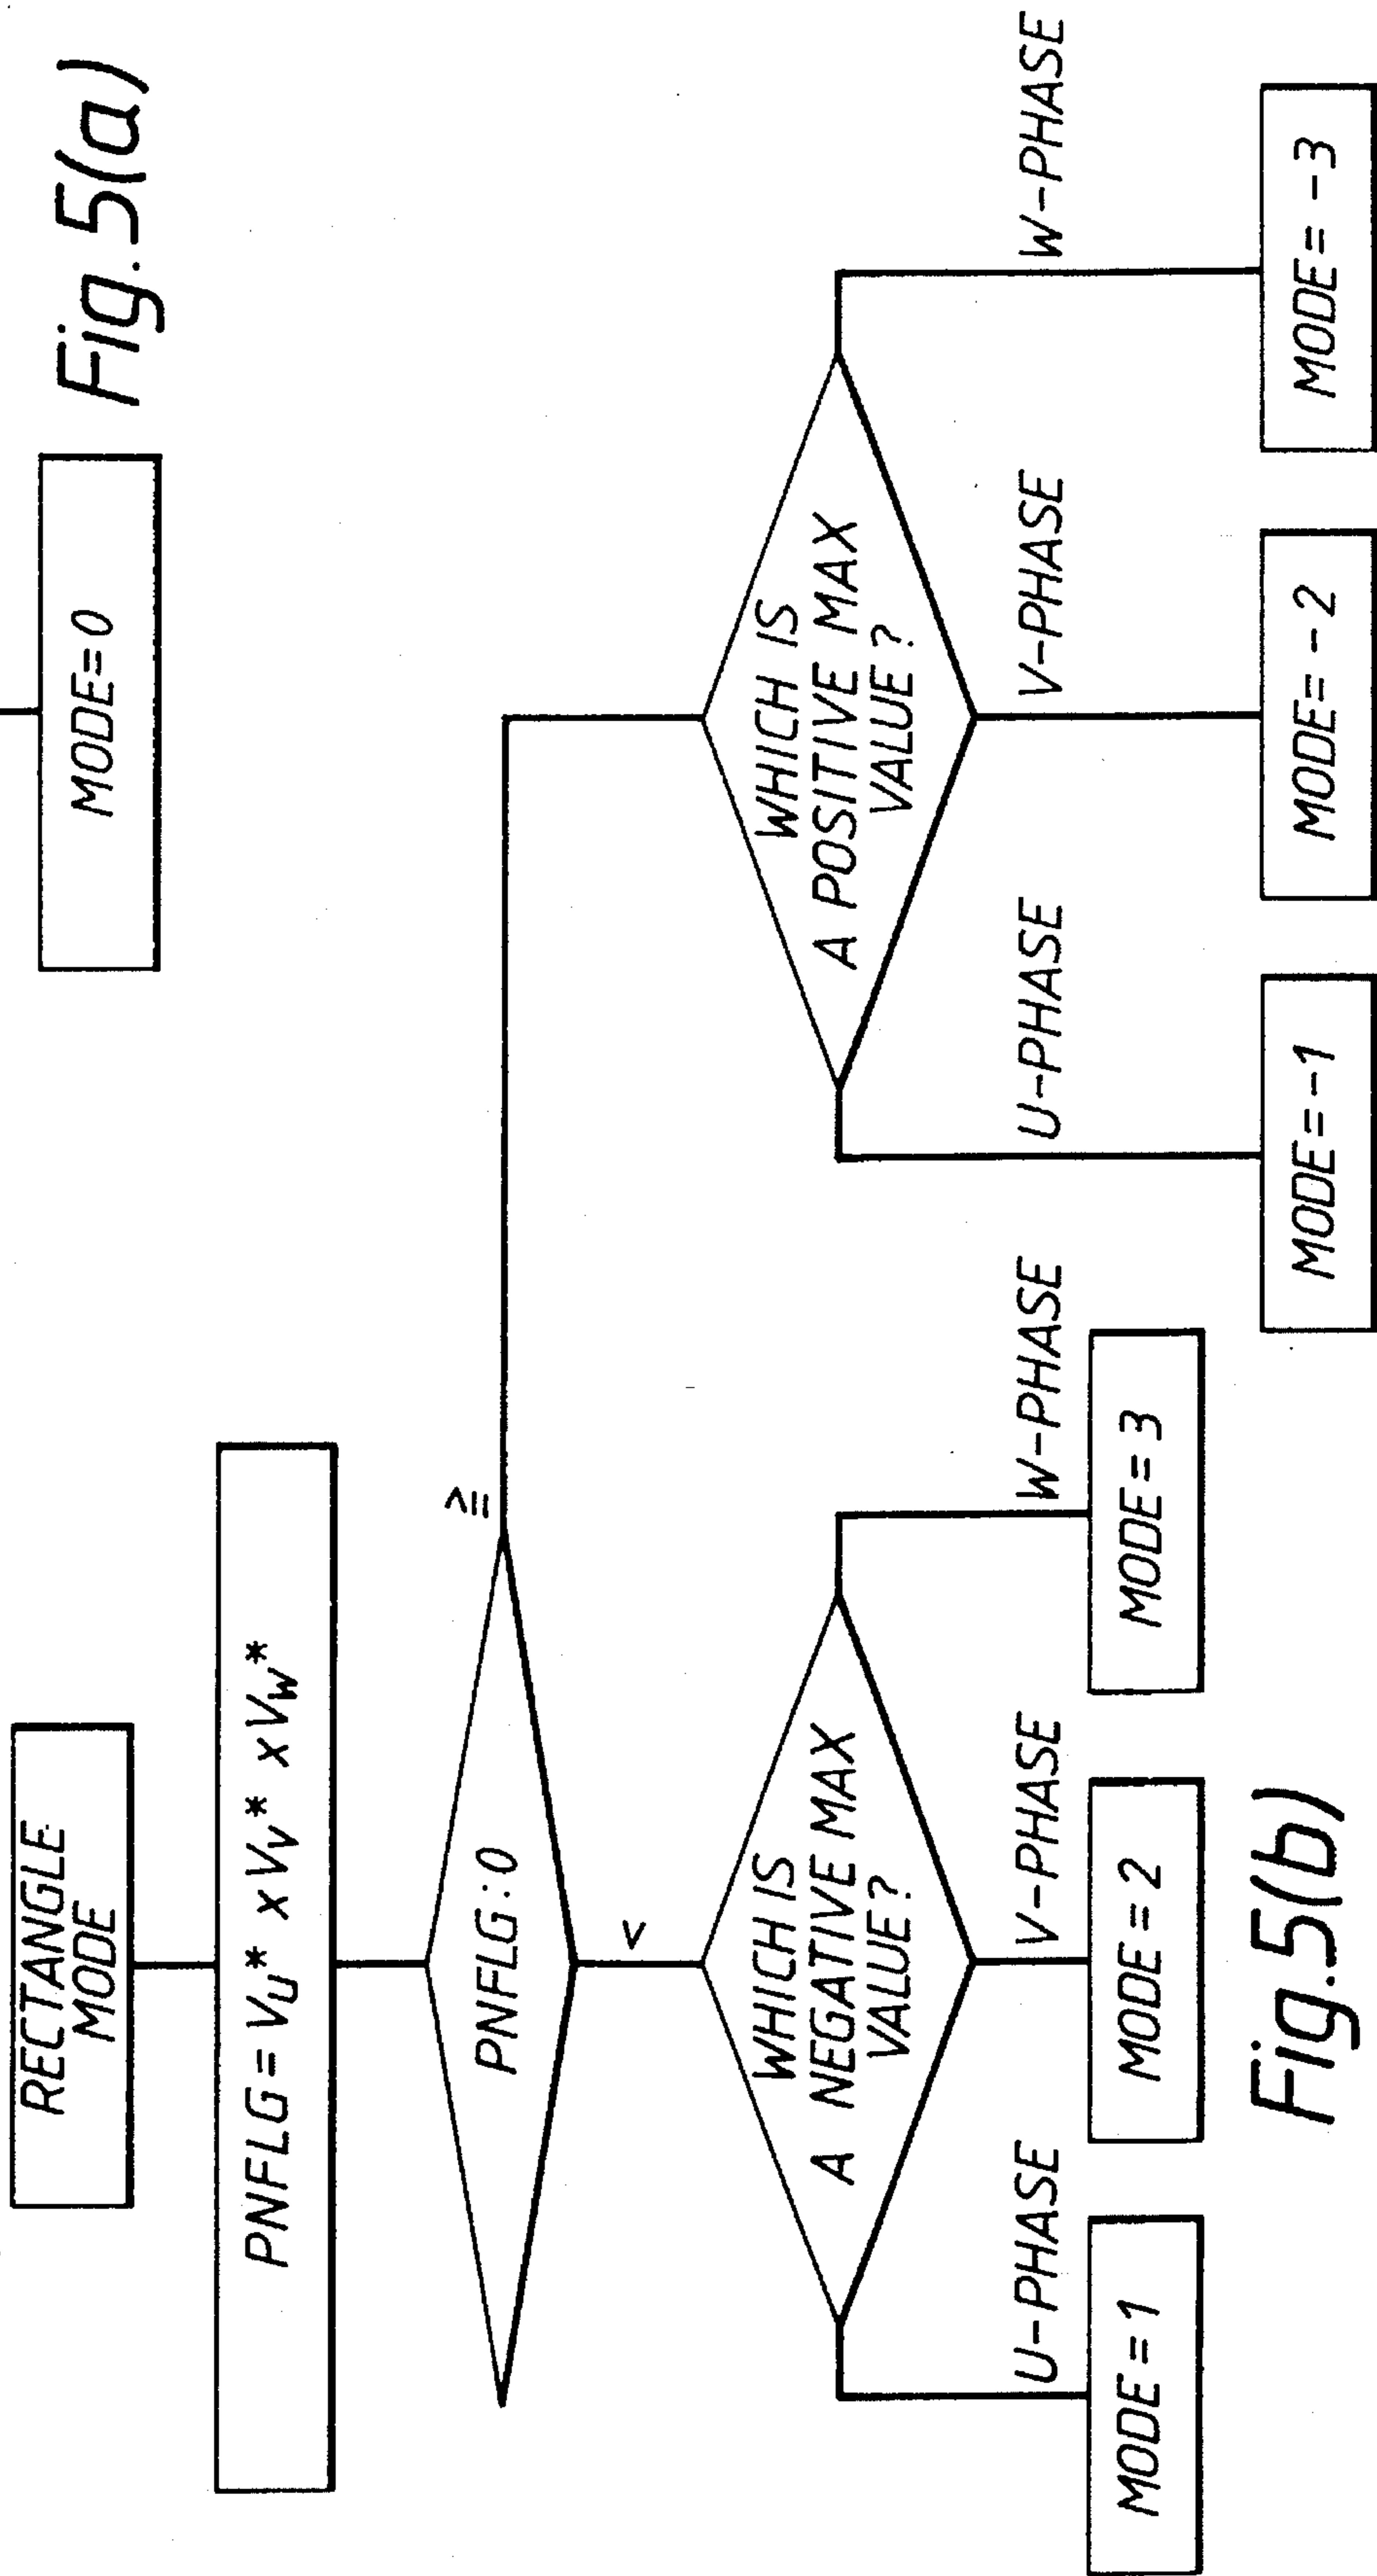 MODE=0
Fig. 5(a)
RECTANGLE
MODE
PNFLG = VU* x VV* x VW*
PNFLG : 0
≥
<
WHICH IS
A NEGATIVE MAX
VALUE?
WHICH IS
A POSITIVE MAX
VALUE?
U-PHASE
V-PHASE
W-PHASE
U-PHASE
V-PHASE
W-PHASE
MODE = 1
MODE = 2
MODE = 3
MODE = -1
MODE = -2
MODE = -3
Fig. 5(b)